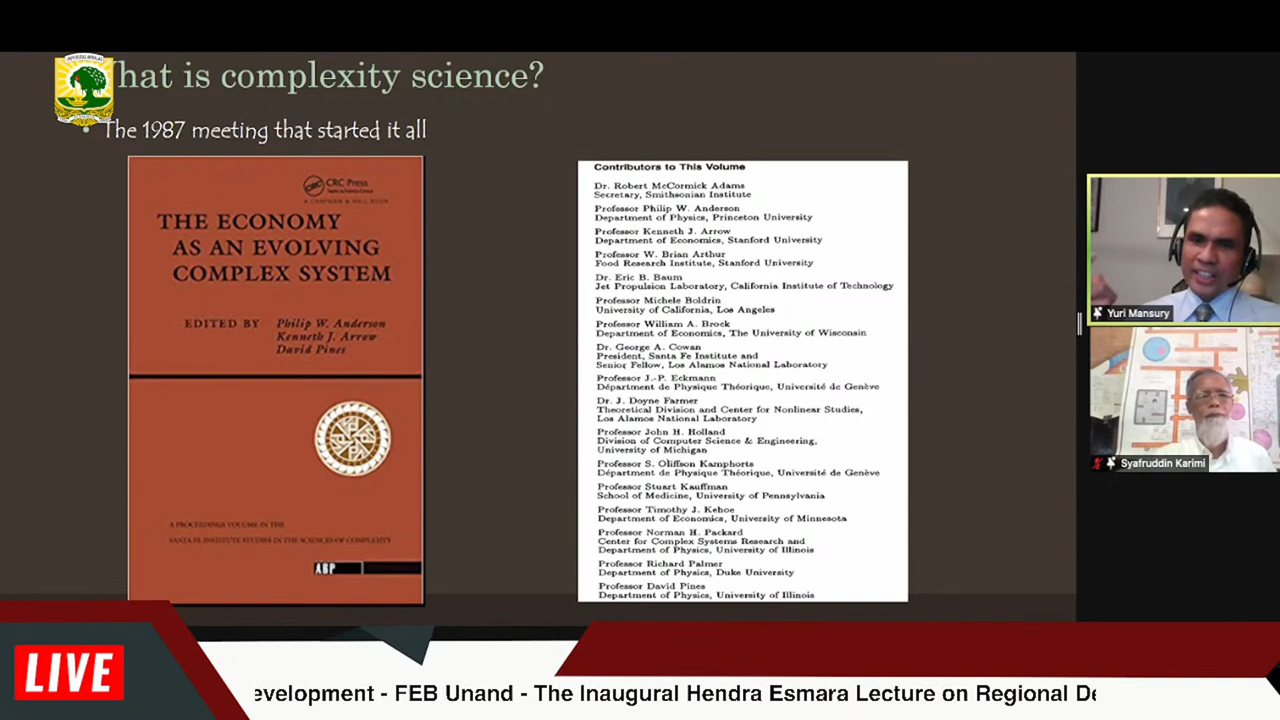 hat is complexity science?
• The 1987 meeting that started it all
CRC Press
THE ECONOMY
AS AN EVOLVING
COMPLEX SYSTEM
EDITED BY Philip W. Anderson
Kenneth J. Arrow
David Pines
A PROCEEDINGS VOLUME IN THE
SANTA FE INSTITUTE STUDIES IN THE SCIENCES OF COMPLEXITY
ABP
Contributors to This Volume
Dr. Robert McCormick Adams
Secretary, Smithsonian Institute
Professor Philip W. Anderson
Department of Physics, Princeton University
Professor Kenneth J. Arrow
Department of Economics, Stanford University
Professor W. Brian Arthur
Food Research Institute, Stanford University
Dr. Eric B. Baum
Jet Propulsion Laboratory, California Institute of Technology
Professor Michele Boldrin
University of California, Los Angeles
Professor William A. Brock
Department of Economics, The University of Wisconsin
Dr. George A. Cowan
President, Santa Fe Institute and
Senior Fellow, Los Alamos National Laboratory
Professor J.-P. Eckmann
Départment de Physique Théorique, Université de Genève
Dr. J. Doyne Farmer
Theoretical Division and Center for Nonlinear Studies,
Los Alamos National Laboratory
Professor John H. Holland
Division of Computer Science & Engineering,
University of Michigan
Professor S. Oliffson Kamphorts
Départment de Physique Théorique, Université de Genève
Professor Stuart Kauffman
School of Medicine, University of Pennsylvania
Professor Timothy J. Kehoe
Department of Economics, University of Minnesota
Professor Norman H. Packard
Center for Complex Systems Research and
Department of Physics, University of Illinois
Professor Richard Palmer
Department of Physics, Duke University
Professor David Pines
Department of Physics, University of Illinois
Yuri Mansury
Syafruddin Karimi
LIVE
evelopment - FEB Unand - The Inaugural Hendra Esmara Lecture on Regional De